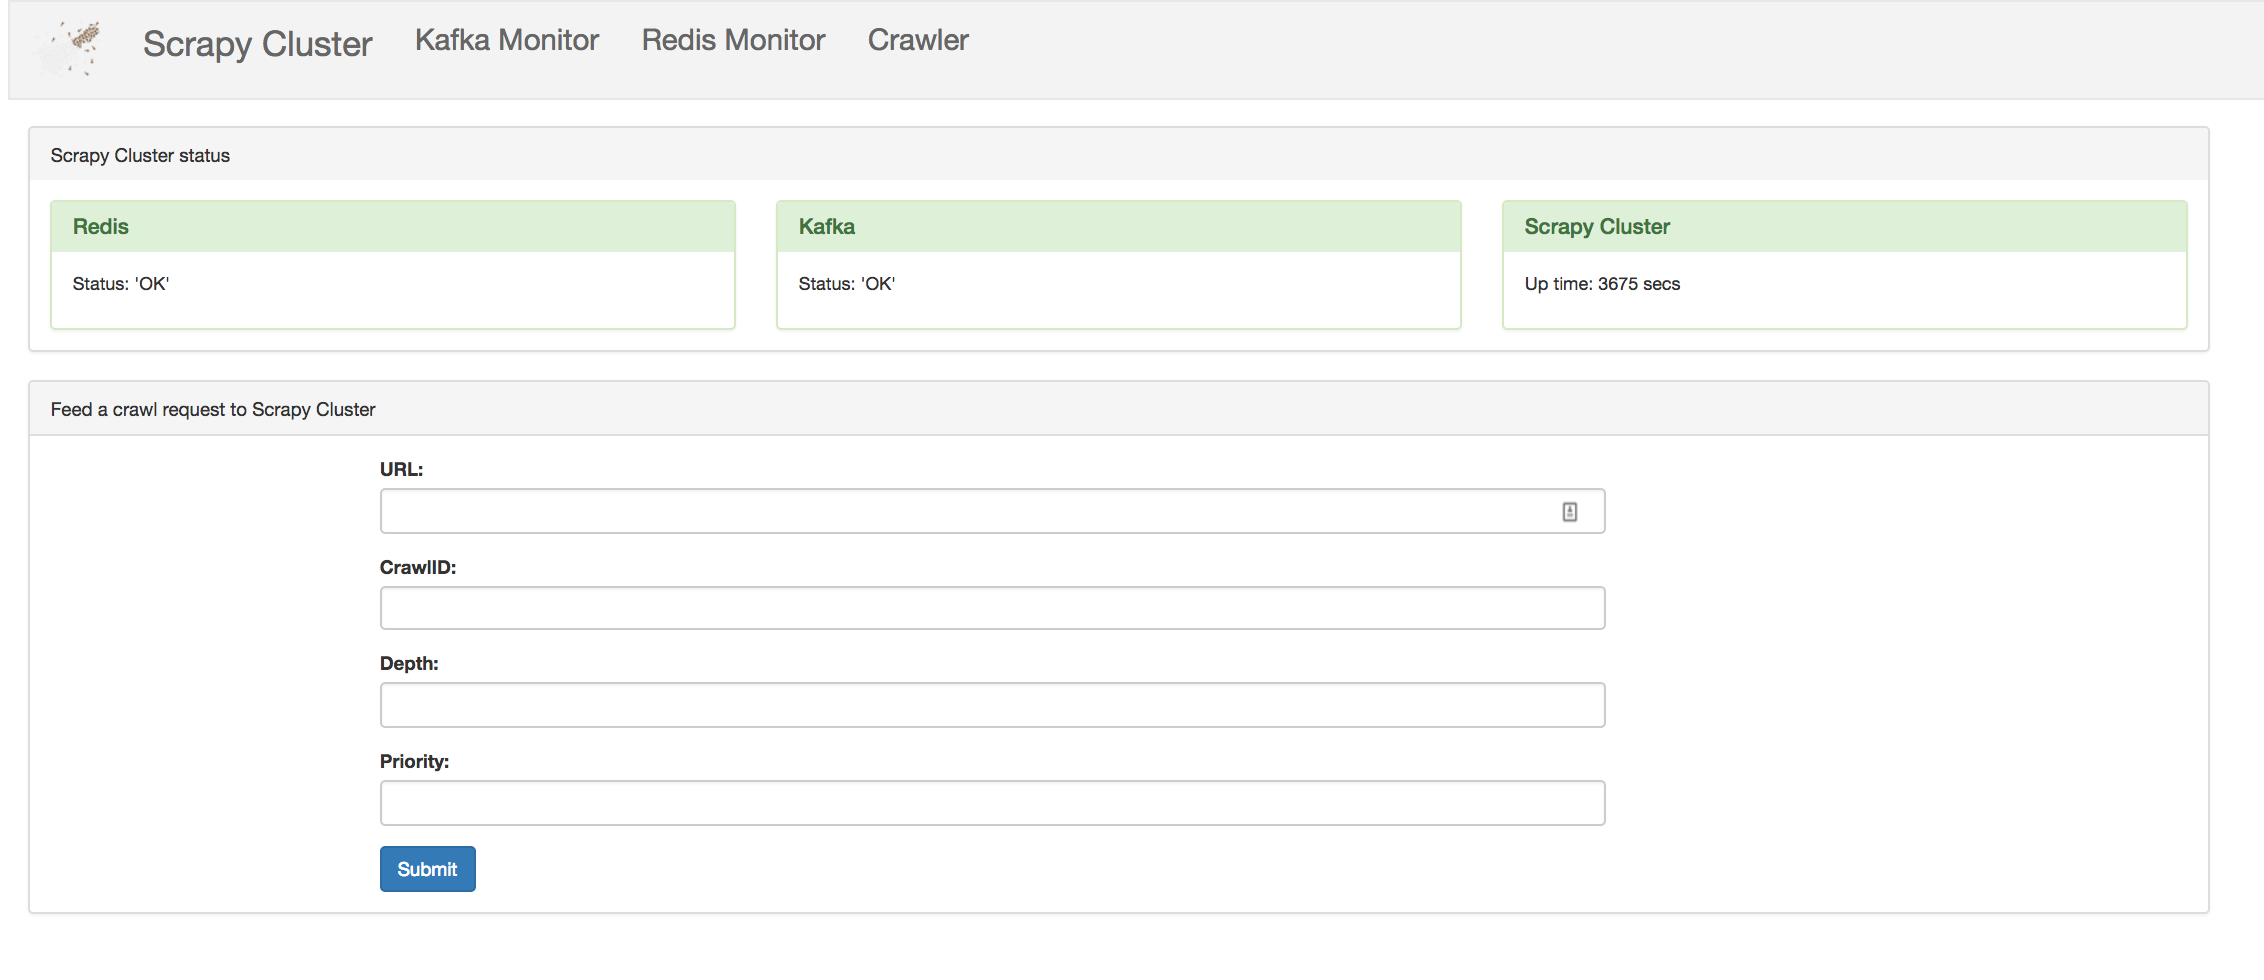 Scrapy Cluster Kafka Monitor Redis Monitor Crawler
Scrapy Cluster status
Redis
Status: 'OK'
Kafka
Status: 'OK'
Scrapy Cluster
Up time: 3675 secs
Feed a crawl request to Scrapy Cluster
URL:
CrawlID:
Depth:
Priority:
Submit